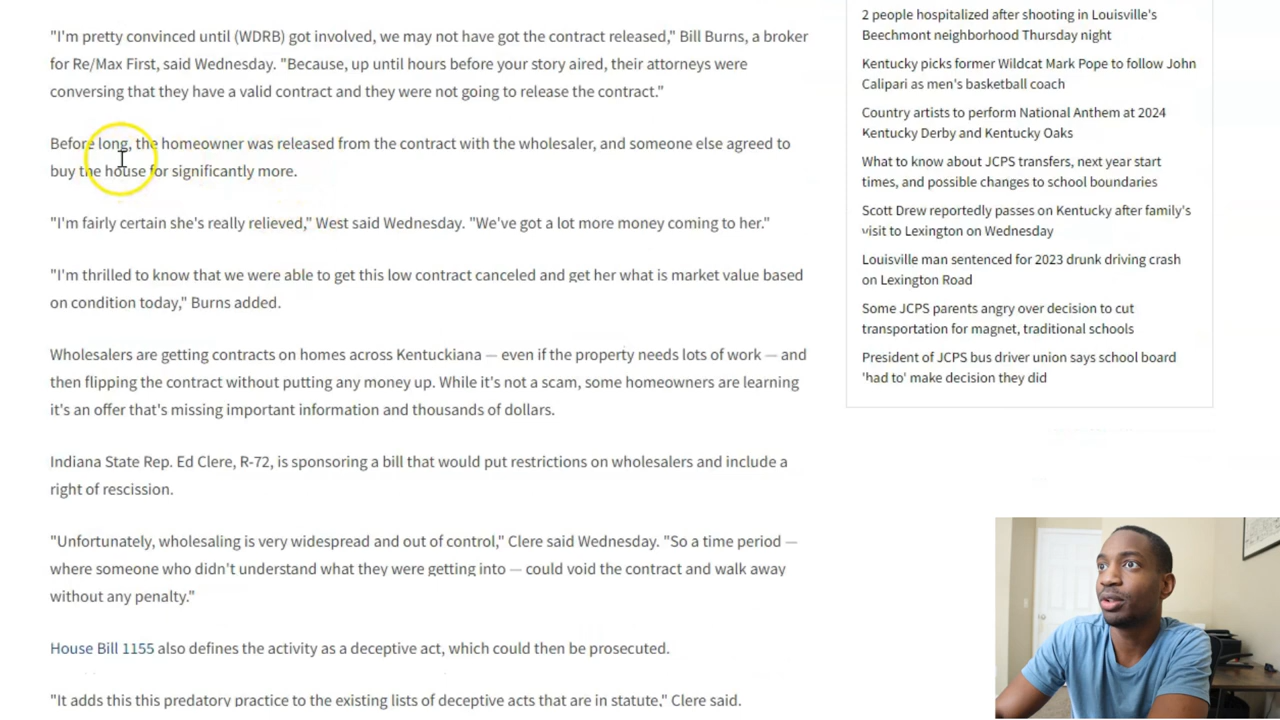 "I'm pretty convinced until (WDRB) got involved, we may not have got the contract released," Bill Burns, a broker
for Re/Max First, said Wednesday. "Because, up until hours before your story aired, their attorneys were
conversing that they have a valid contract and they were not going to release the contract."
Before long, the homeowner was released from the contract with the wholesaler, and someone else agreed to
buy the house for significantly more.
"I'm fairly certain she's really relieved," West said Wednesday. "We've got a lot more money coming to her."
"I'm thrilled to know that we were able to get this low contract canceled and get her what is market value based
on condition today," Burns added.
Wholesalers are getting contracts on homes across Kentuckiana — even if the property needs lots of work — and
then flipping the contract without putting any money up. While it's not a scam, some homeowners are learning
it's an offer that's missing important information and thousands of dollars.
Indiana State Rep. Ed Clere, R-72, is sponsoring a bill that would put restrictions on wholesalers and include a
right of rescission.
"Unfortunately, wholesaling is very widespread and out of control," Clere said Wednesday. "So a time period —
where someone who didn't understand what they were getting into — could void the contract and walk away
without any penalty."
House Bill 1155 also defines the activity as a deceptive act, which could then be prosecuted.
"It adds this this predatory practice to the existing lists of deceptive acts that are in statute," Clere said.
2 people hospitalized after shooting in Louisville's
Beechmont neighborhood Thursday night
Kentucky picks former Wildcat Mark Pope to follow John
Calipari as men's basketball coach
Country artists to perform National Anthem at 2024
Kentucky Derby and Kentucky Oaks
What to know about JCPS transfers, next year start
times, and possible changes to school boundaries
Scott Drew reportedly passes on Kentucky after family's
visit to Lexington on Wednesday
Louisville man sentenced for 2023 drunk driving crash
on Lexington Road
Some JCPS parents angry over decision to cut
transportation for magnet, traditional schools
President of JCPS bus driver union says school board
'had to' make decision they did